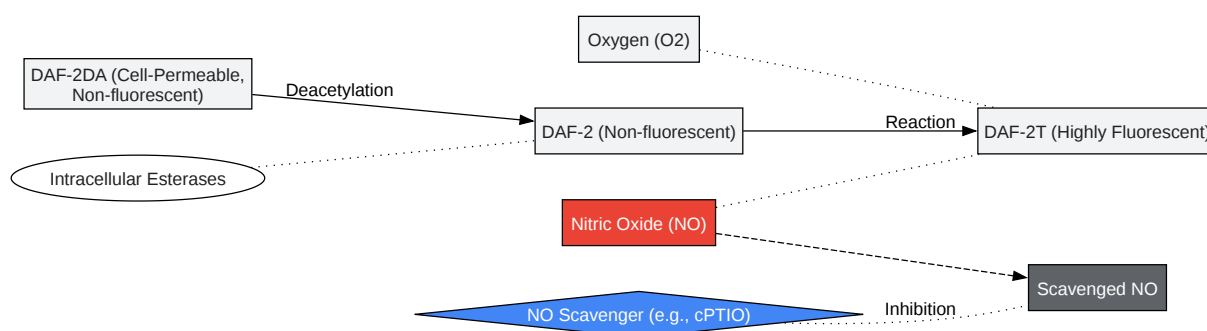 Oxygen (O2)
DAF-2DA (Cell-Permeable,
Non-fluorescent)
Deacetylation
DAF-2 (Non-fluorescent)
Reaction
DAF-2T (Highly Fluorescent)
Intracellular Esterases
Nitric Oxide (NO)
Scavenged NO
NO Scavenger (e.g., cPTIO)
Inhibition